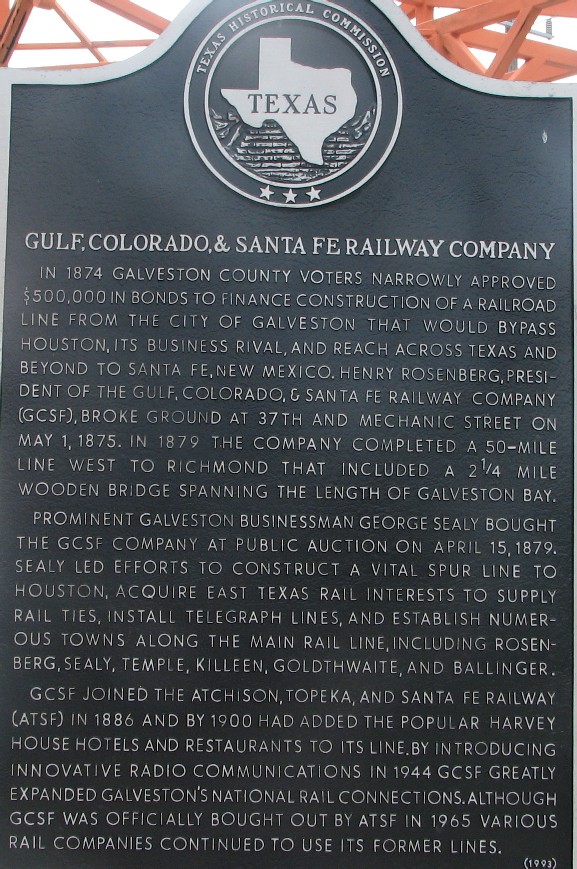 TEXAS HISTORICAL COMMISSION
TEXAS
GULF, COLORADO, & SANTA FE RAILWAY COMPANY
IN 1874 GALVESTON COUNTY VOTERS NARROWLY APPROVED
$500,000 IN BONDS TO FINANCE CONSTRUCTION OF A RAILROAD
LINE FROM THE CITY OF GALVESTON THAT WOULD BYPASS
HOUSTON, ITS BUSINESS RIVAL, AND REACH ACROSS TEXAS AND
BEYOND TO SANTA FE, NEW MEXICO. HENRY ROSENBERG, PRESI-
DENT OF THE GULF, COLORADO, & SANTA FE RAILWAY COMPANY
(GCSF), BROKE GROUND AT 37TH AND MECHANIC STREET ON
MAY 1, 1875. IN 1879 THE COMPANY COMPLETED A 50-MILE
LINE WEST TO RICHMOND THAT INCLUDED A 2 1/4 MILE
WOODEN BRIDGE SPANNING THE LENGTH OF GALVESTON BAY.
PROMINENT GALVESTON BUSINESSMAN GEORGE SEALY BOUGHT
THE GCSF COMPANY AT PUBLIC AUCTION ON APRIL 15, 1879.
SEALY LED EFFORTS TO CONSTRUCT A VITAL SPUR LINE TO
HOUSTON, ACQUIRE EAST TEXAS RAIL INTERESTS TO SUPPLY
RAIL TIES, INSTALL TELEGRAPH LINES, AND ESTABLISH NUMER-
OUS TOWNS ALONG THE MAIN RAIL LINE, INCLUDING ROSEN-
BERG, SEALY, TEMPLE, KILLEEN, GOLDTHWAITE, AND BALLINGER.
GCSF JOINED THE ATCHISON, TOPEKA, AND SANTA FE RAILWAY
(ATSF) IN 1886 AND BY 1900 HAD ADDED THE POPULAR HARVEY
HOUSE HOTELS AND RESTAURANTS TO ITS LINE. BY INTRODUCING
INNOVATIVE RADIO COMMUNICATIONS IN 1944 GCSF GREATLY
EXPANDED GALVESTON'S NATIONAL RAIL CONNECTIONS. ALTHOUGH
GCSF WAS OFFICIALLY BOUGHT OUT BY ATSF IN 1965 VARIOUS
RAIL COMPANIES CONTINUED TO USE ITS FORMER LINES.
(1993)